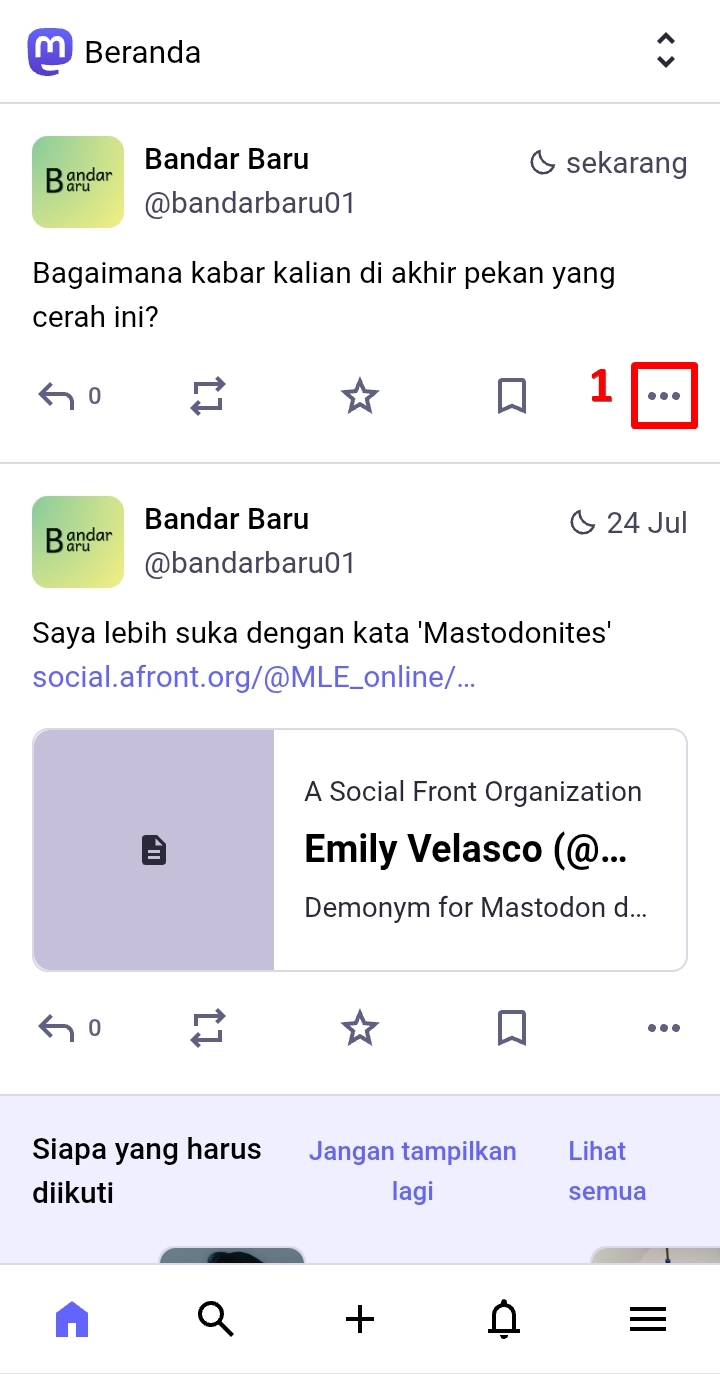 Beranda
Bandar Baru
sekarang
@bandarbaru01
Bagaimana kabar kalian di akhir pekan yang
cerah ini?
0
1
Bandar Baru
24 Jul
@bandarbaru01
Saya lebih suka dengan kata 'Mastodonites'
social.afront.org/@MLE_online/...
A Social Front Organization
Emily Velasco (@...
Demonym for Mastodon d...
0
Siapa yang harus
diikuti
Jangan tampilkan
lagi
Lihat
semua